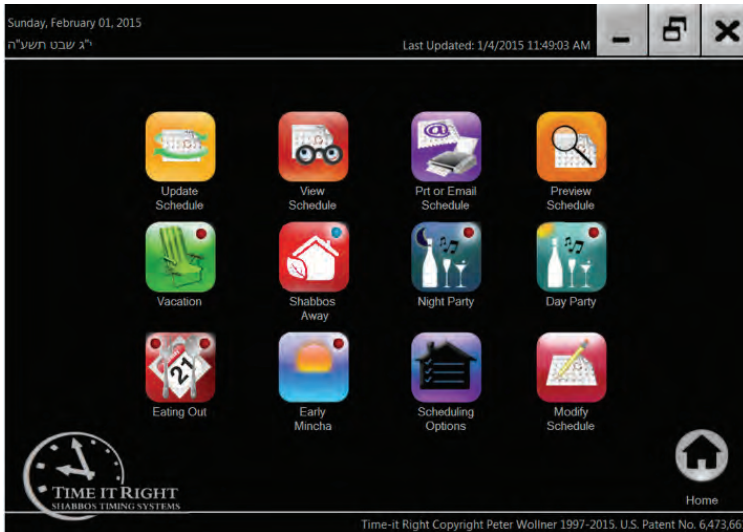 Sunday, February 01, 2015
י"ג שבט תשע"ה
Last Updated: 1/4/2015 11:49:03 AM
Update
Schedule
View
Schedule
Prt or Email
Schedule
Preview
Schedule
Vacation
Shabbos
Away
Night Party
Day Party
21
Eating Out
Early
Mincha
Scheduling
Options
Modify
Schedule
TIME IT RIGHT
SHABBOS TIMING SYSTEMS
Home
Time-it Right Copyright Peter Wollner 1997-2015. U.S. Patent No. 6,473,66